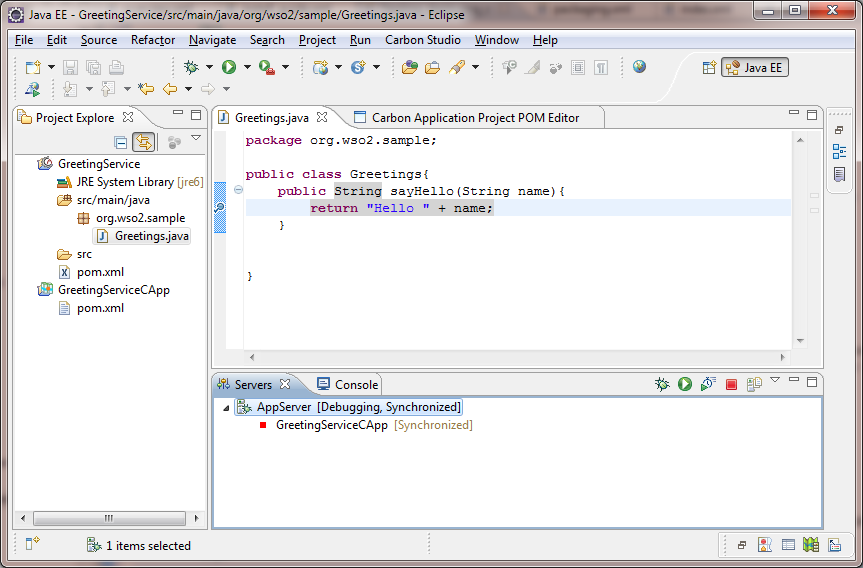 Java EE - GreetingService/src/main/java/org/wso2/sample/Greetings.java - Eclipse
File Edit Source Refactor Navigate Search Project Run Carbon Studio Window Help
Java EE
Project Explore
Greetings.java
Carbon Application Project POM Editor
GreetingService
JRE System Library [jre6]
src/main/java
org.wso2.sample
Greetings.java
src
pom.xml
GreetingServiceCApp
pom.xml
package org.wso2.sample;
public class Greetings{
public String sayHello(String name){
return "Hello " + name;
}
}
Servers
Console
AppServer [Debugging, Synchronized]
GreetingServiceCApp [Synchronized]
1 items selected